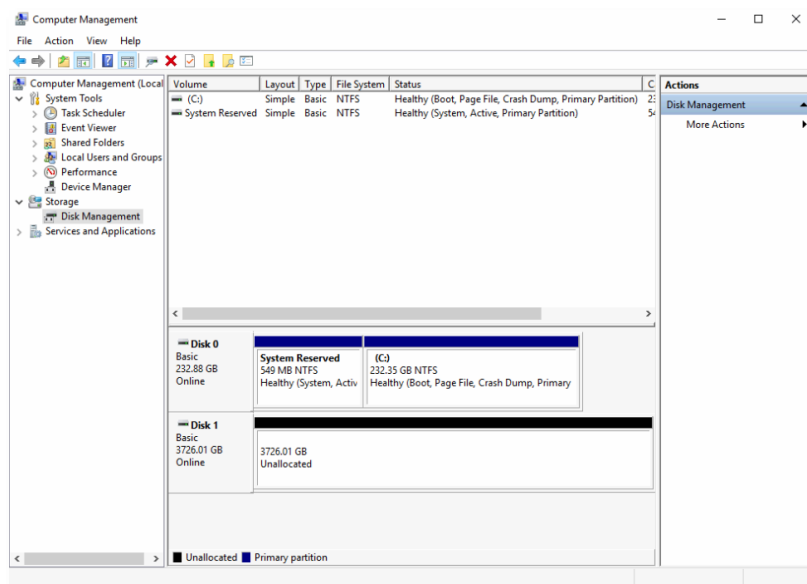 Computer Management
File Action View Help
Computer Management (Local
System Tools
Task Scheduler
Event Viewer
Shared Folders
Local Users and Groups
Performance
Device Manager
Storage
Disk Management
Services and Applications
Volume Layout Type File System Status C
(C:) Simple Basic NTFS Healthy (Boot, Page File, Crash Dump, Primary Partition)
System Reserved Simple Basic NTFS Healthy (System, Active, Primary Partition)
Disk 0
Basic
232.88 GB
Online
System Reserved
549 MB NTFS
Healthy (System, Activ
(C:)
232.35 GB NTFS
Healthy (Boot, Page File, Crash Dump, Primary
Disk 1
Basic
3726.01 GB
Online
3726.01 GB
Unallocated
Unallocated Primary partition
Actions
Disk Management
More Actions